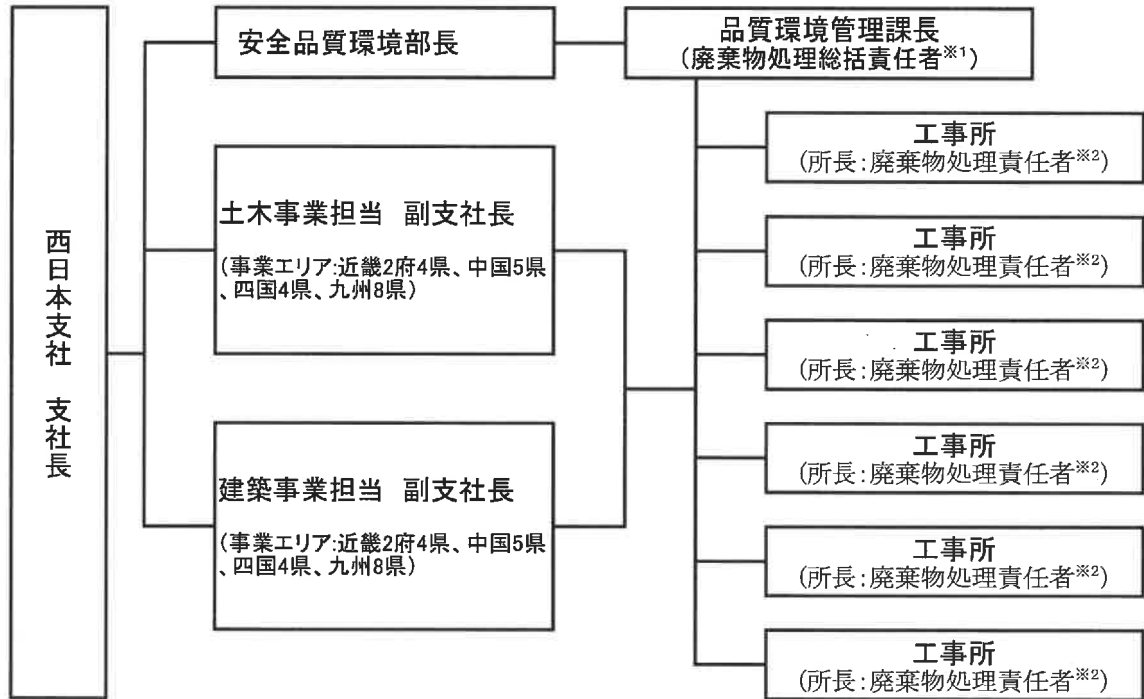 西日本支社 支社長
安全品質環境部長
品質環境管理課長
(廃棄物処理総括責任者※1)
土木事業担当 副支社長
(事業エリア:近畿2府4県、中国5県
、四国4県、九州8県)
建築事業担当 副支社長
(事業エリア:近畿2府4県、中国5県
、四国4県、九州8県)
工事所
(所長:廃棄物処理責任者※2)
工事所
(所長:廃棄物処理責任者※2)
工事所
(所長:廃棄物処理責任者※2)
工事所
(所長:廃棄物処理責任者※2)
工事所
(所長:廃棄物処理責任者※2)
工事所
(所長:廃棄物処理責任者※2)